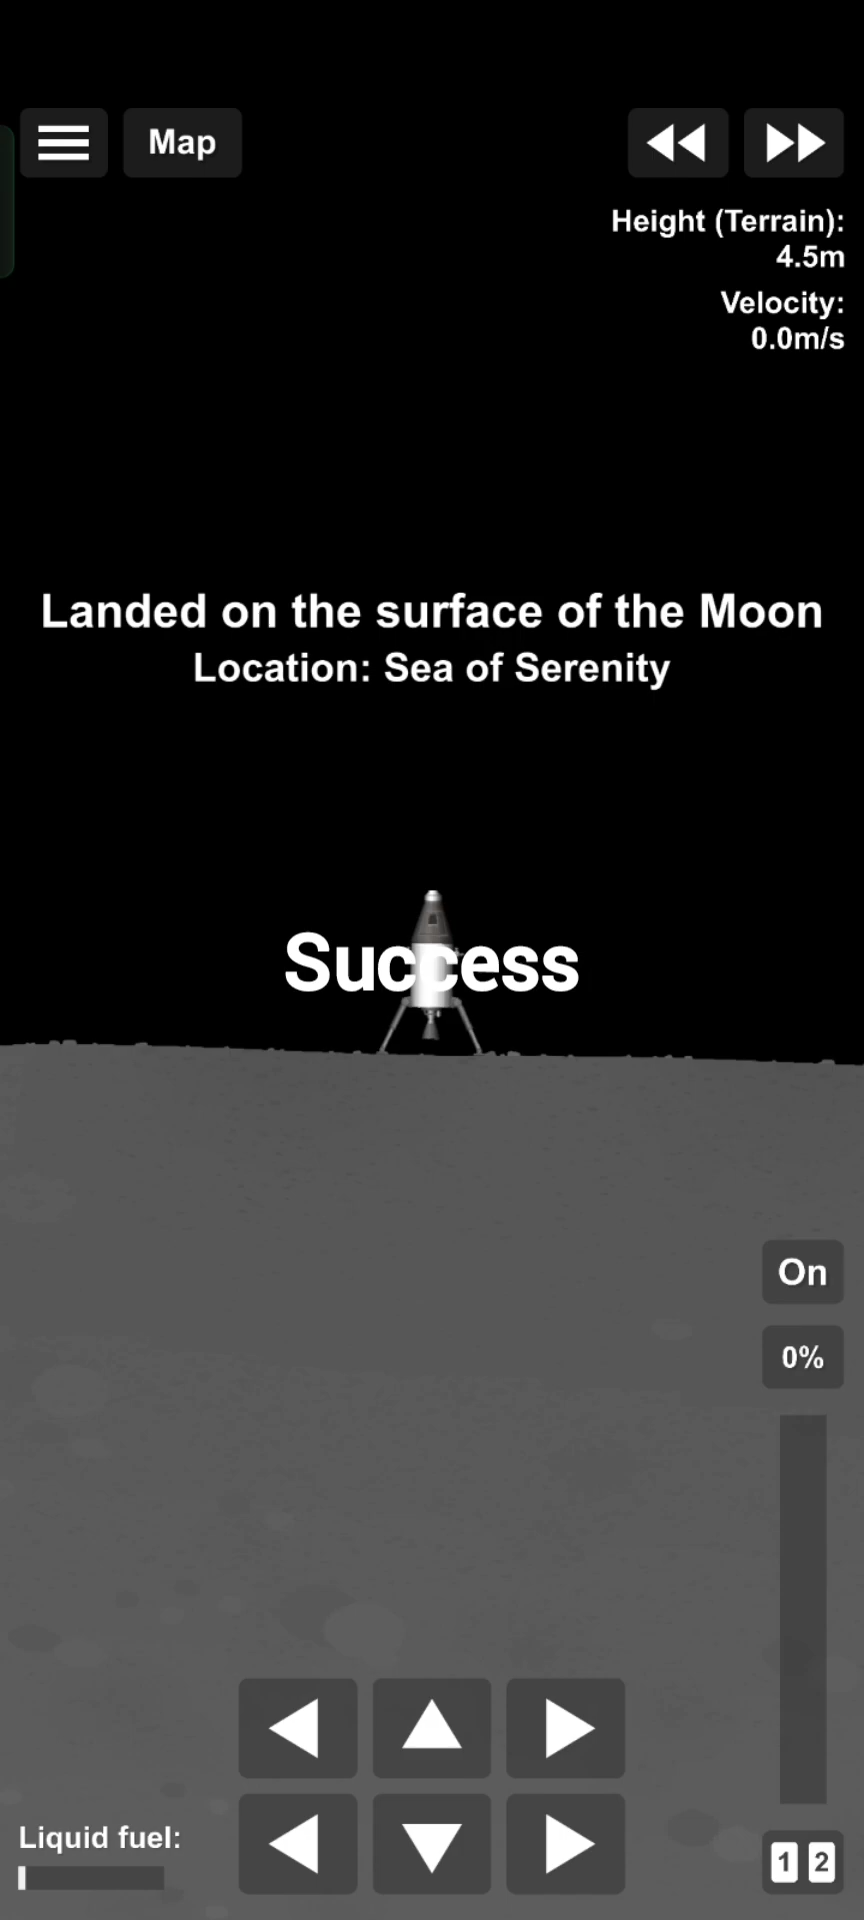 Map
Height (Terrain):
4.5m
Velocity:
0.0m/s
Landed on the surface of the Moon
Location: Sea of Serenity
Success
On
0%
Liquid fuel:
1 2